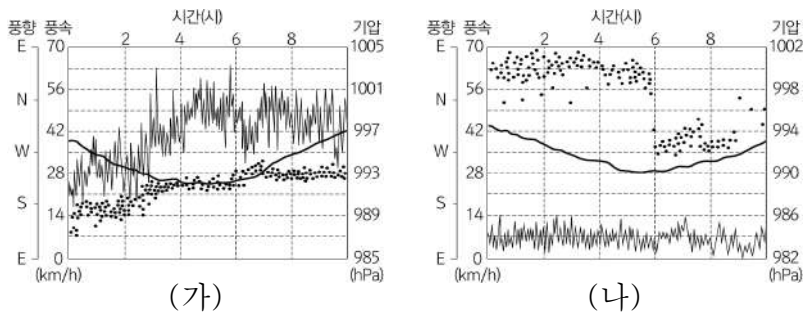 시간(시)
풍향 풍속 기압
2 4 6 8
E 70 1005
56 1001
N
42 997
W
28 993
S
14 989
E 0 985
(km/h) (hPa)
(가)
시간(시)
풍향 풍속 기압
2 4 6 8
E 70 1002
56 998
N
42 994
W
28 990
S
14 986
E 0 982
(km/h) (hPa)
(나)